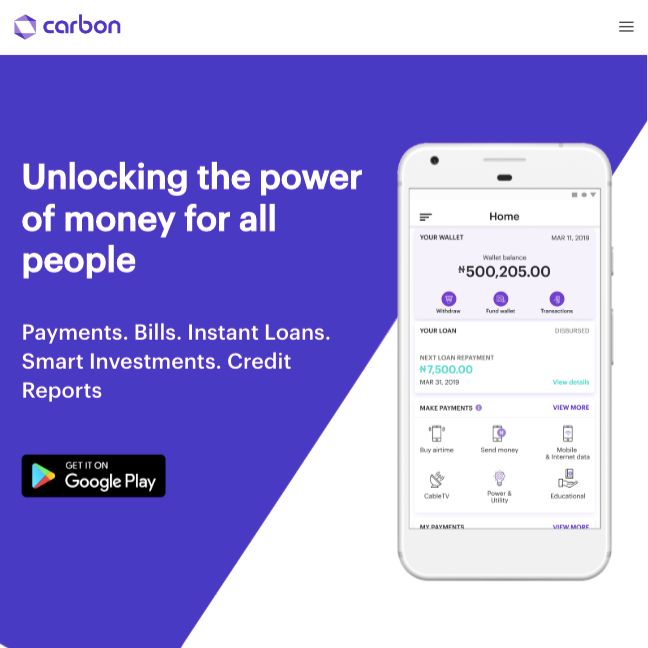 carbon
Unlocking the power
of money for all
people
Payments. Bills. Instant Loans.
Smart Investments. Credit
Reports
GET IT ON
Google Play
Home
YOUR WALLET MAR 11, 2019
Wallet balance
₦500,205.00
Withdraw Fund wallet Transactions
YOUR LOAN DISBURSED
NEXT LOAN REPAYMENT
₦7,500.00
MAR 31, 2019 View details
MAKE PAYMENTS VIEW MORE
Buy airtime Send money Mobile
& Internet data
CableTV Power &
Utility Educational
MY PAYMENTS VIEW MORE